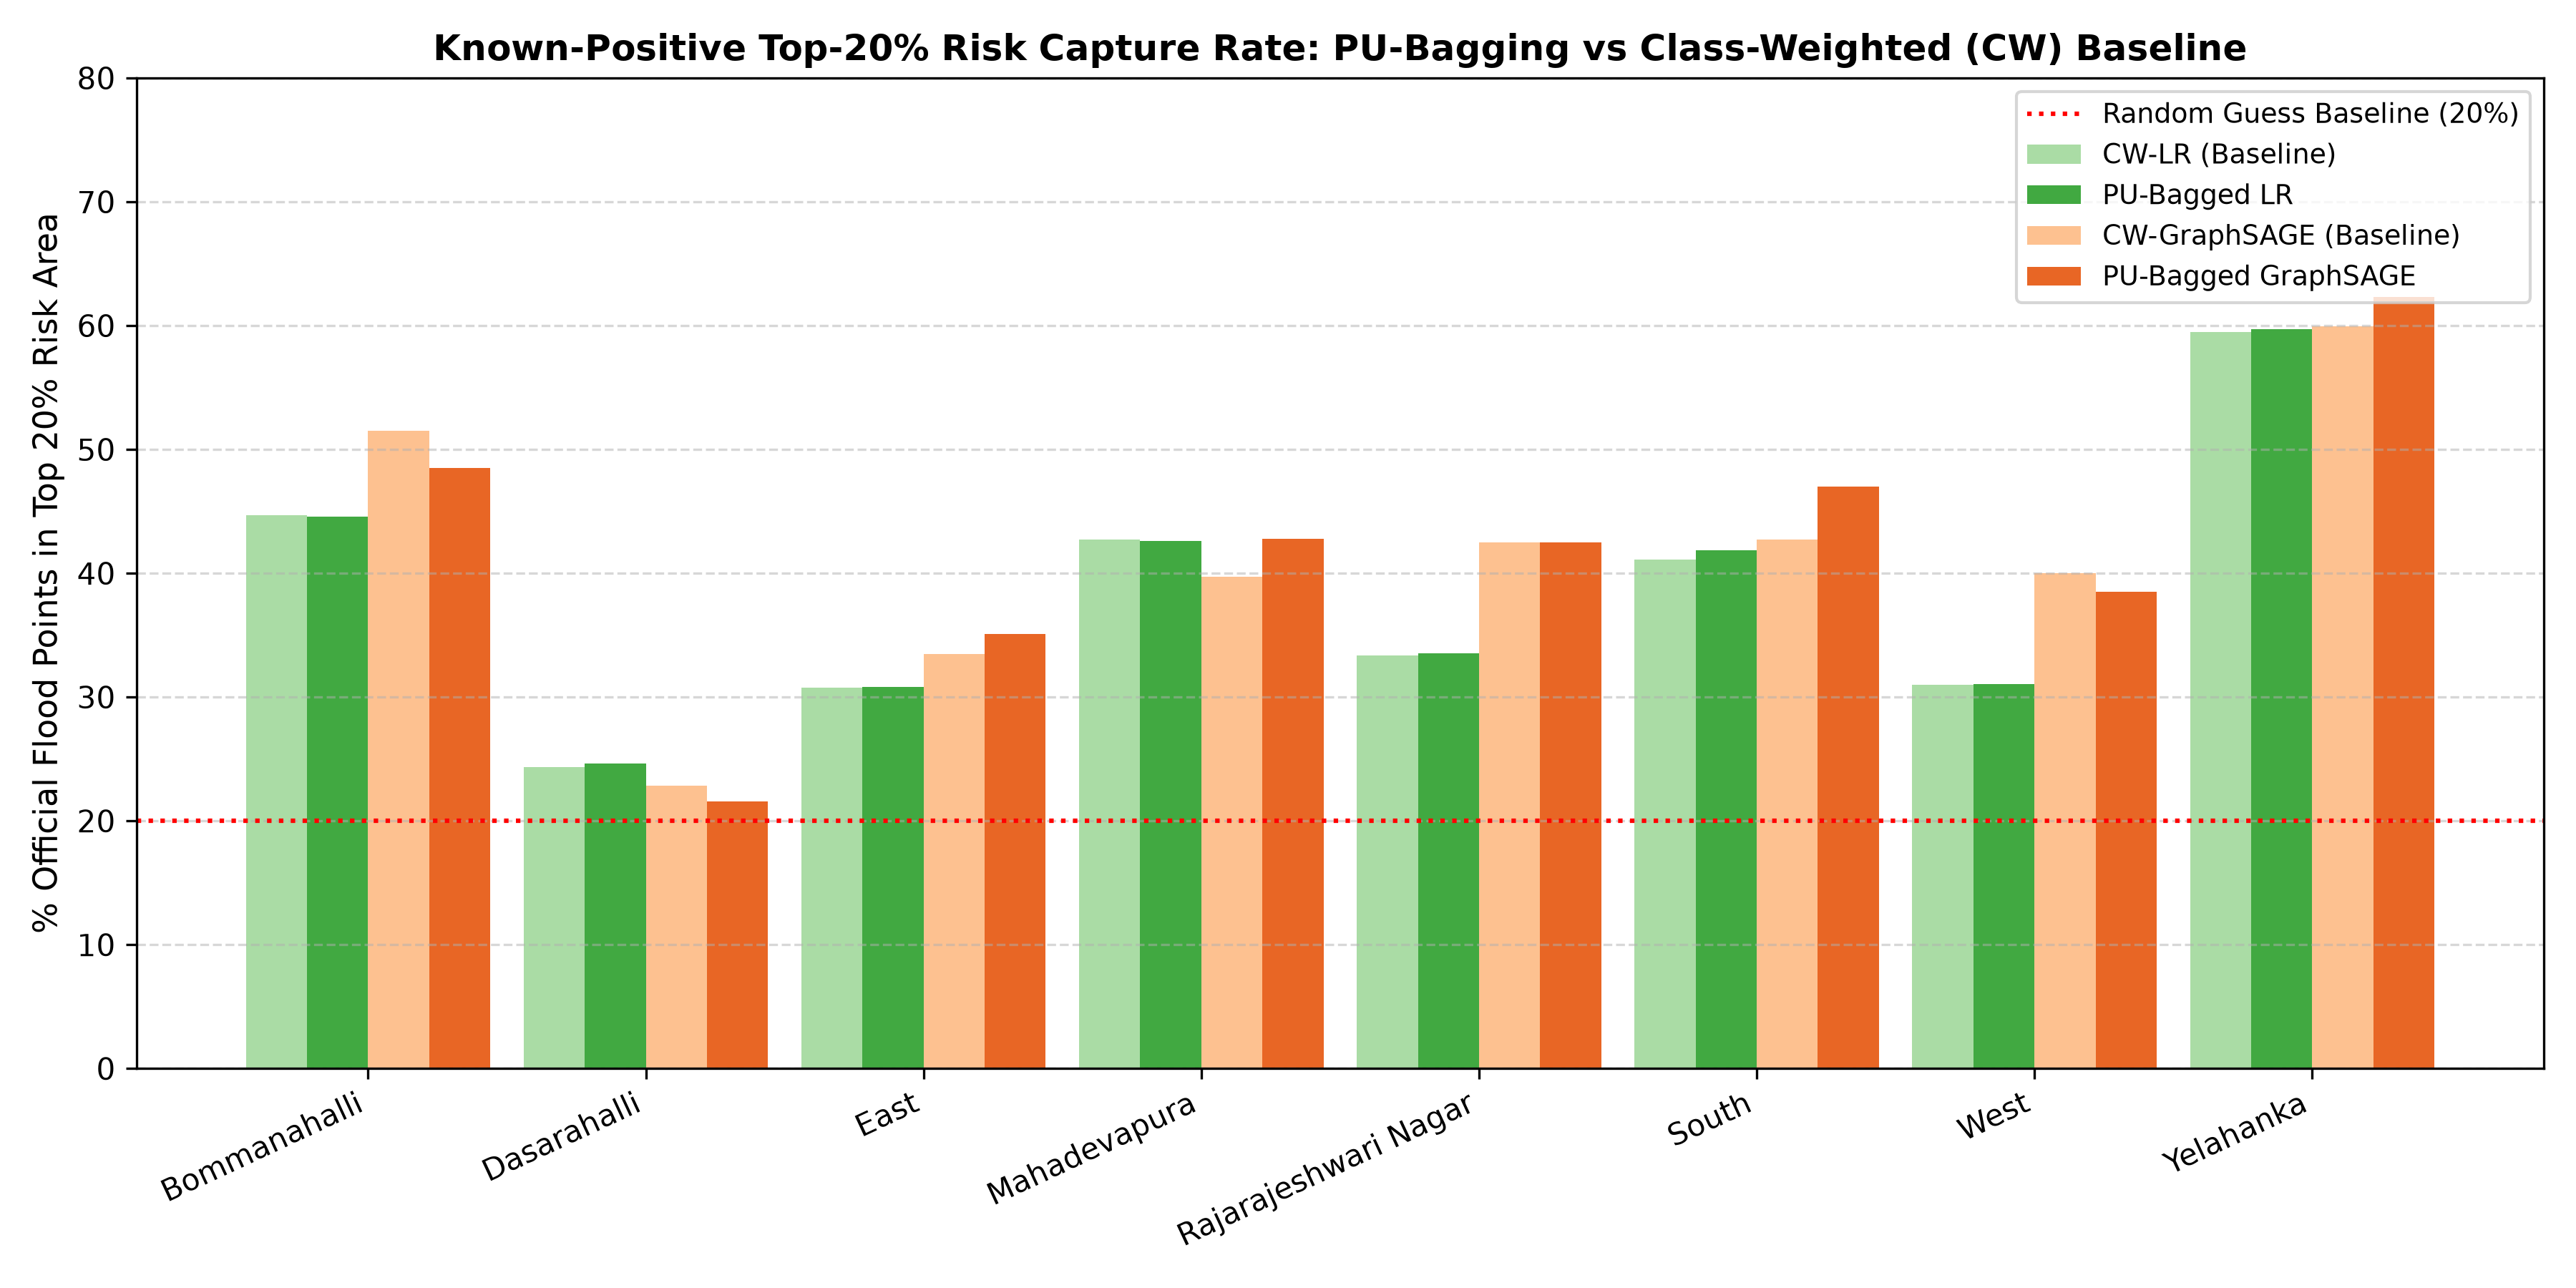 Known-Positive Top-20% Risk Capture Rate: PU-Bagging vs Class-Weighted (CW) Baseline
% Official Flood Points in Top 20% Risk Area
80
70
60
50
40
30
20
10
0
Random Guess Baseline (20%)
CW-LR (Baseline)
PU-Bagged LR
CW-GraphSAGE (Baseline)
PU-Bagged GraphSAGE
Bommanahalli
Dasarahalli
East
Mahadevapura
Rajarajeshwari Nagar
South
West
Yelahanka